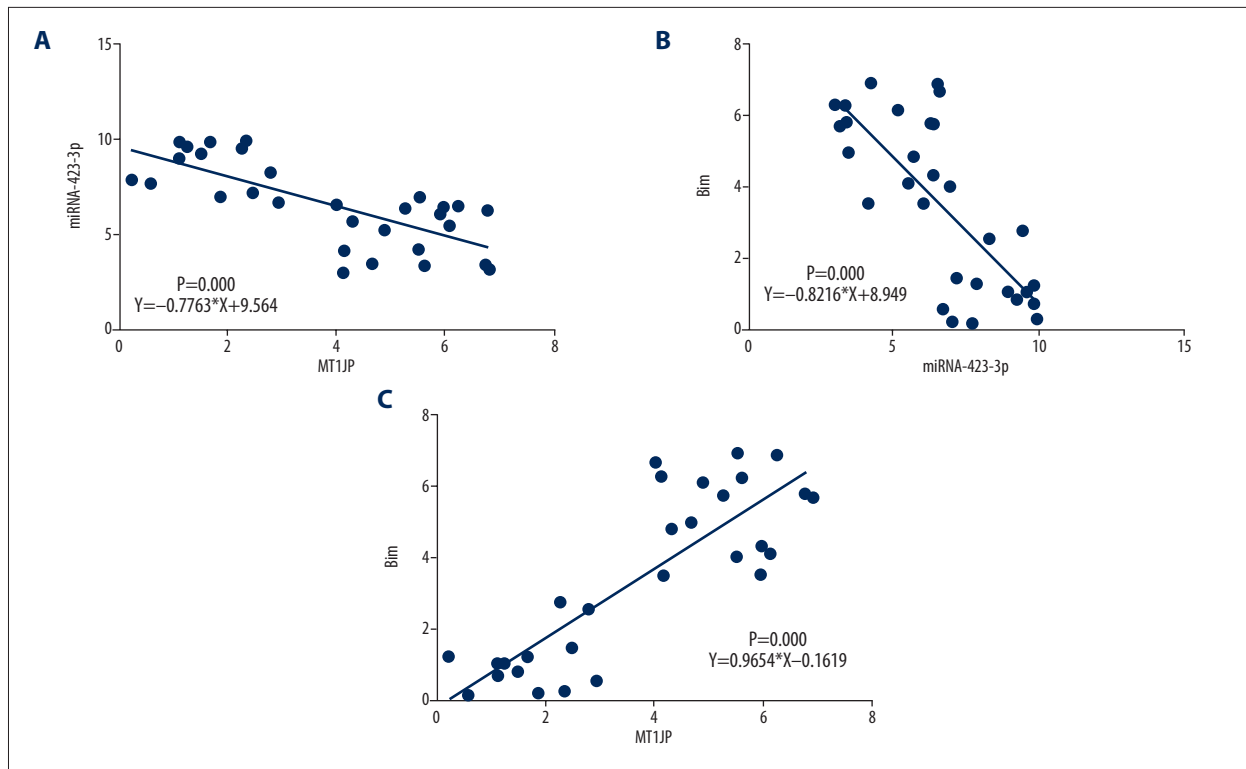 A
15
10
5
0
miRNA-423-3p
P=0.000
Y=−0.7763*X+9.564
0 2 4 6 8
MT1JP
B
8
6
4
2
0
Bim
P=0.000
Y=−0.8216*X+8.949
0 5 10 15
miRNA-423-3p
C
8
6
4
2
0
Bim
P=0.000
Y=0.9654*X−0.1619
0 2 4 6 8
MT1JP